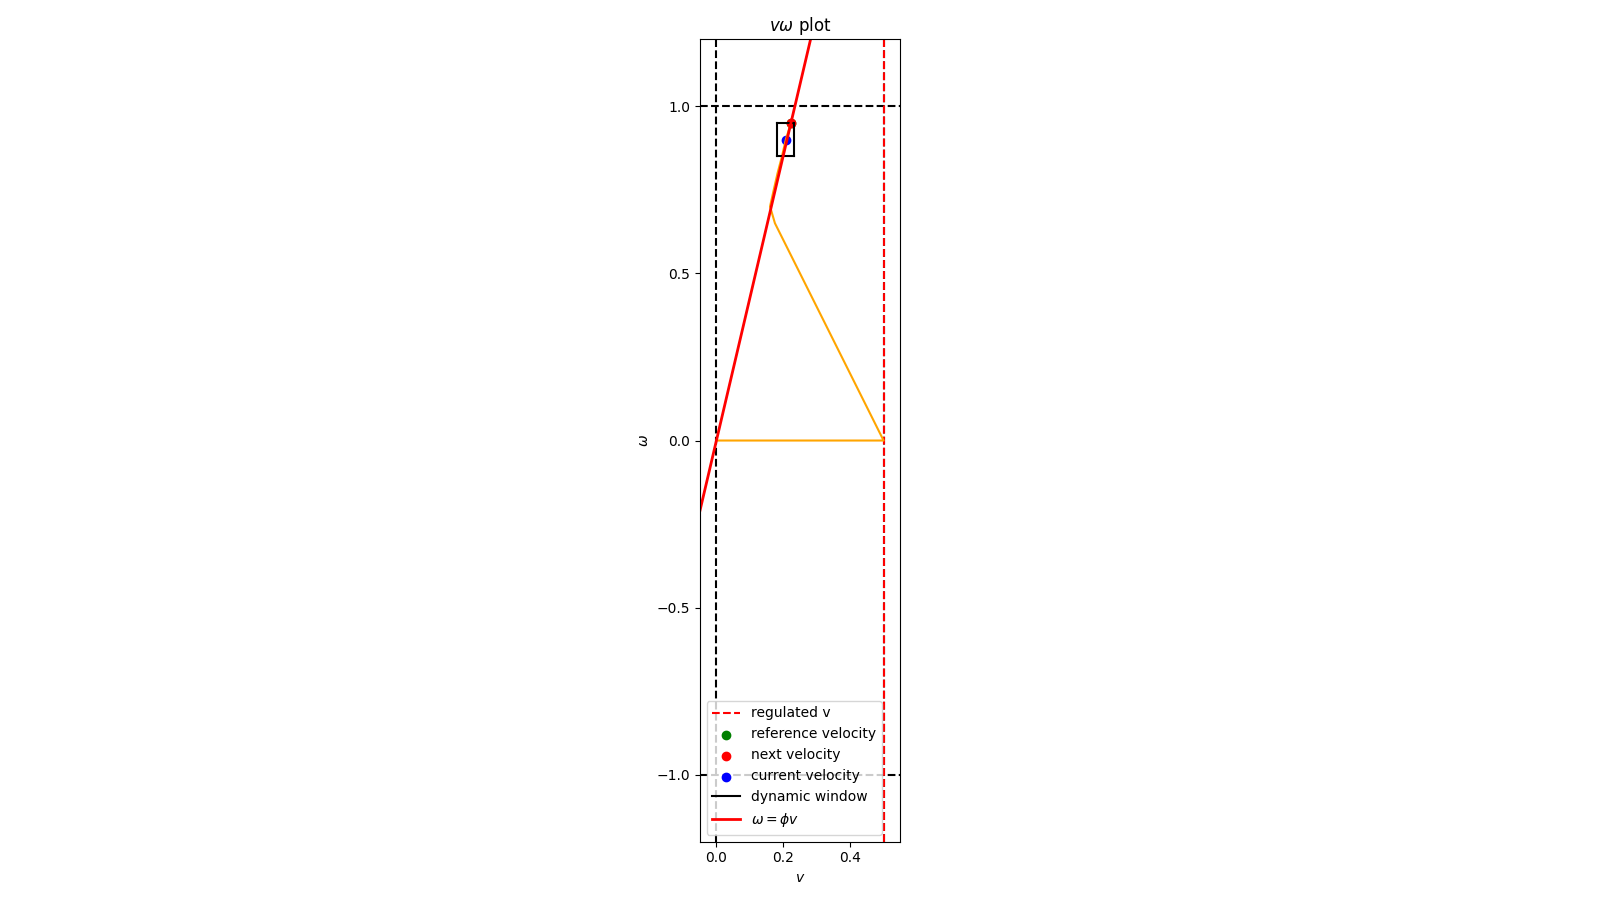 vω plot
1.0
0.5
0.0
−0.5
−1.0
ω
regulated v
reference velocity
next velocity
current velocity
dynamic window
ω = ϕv
0.0 0.2 0.4
v